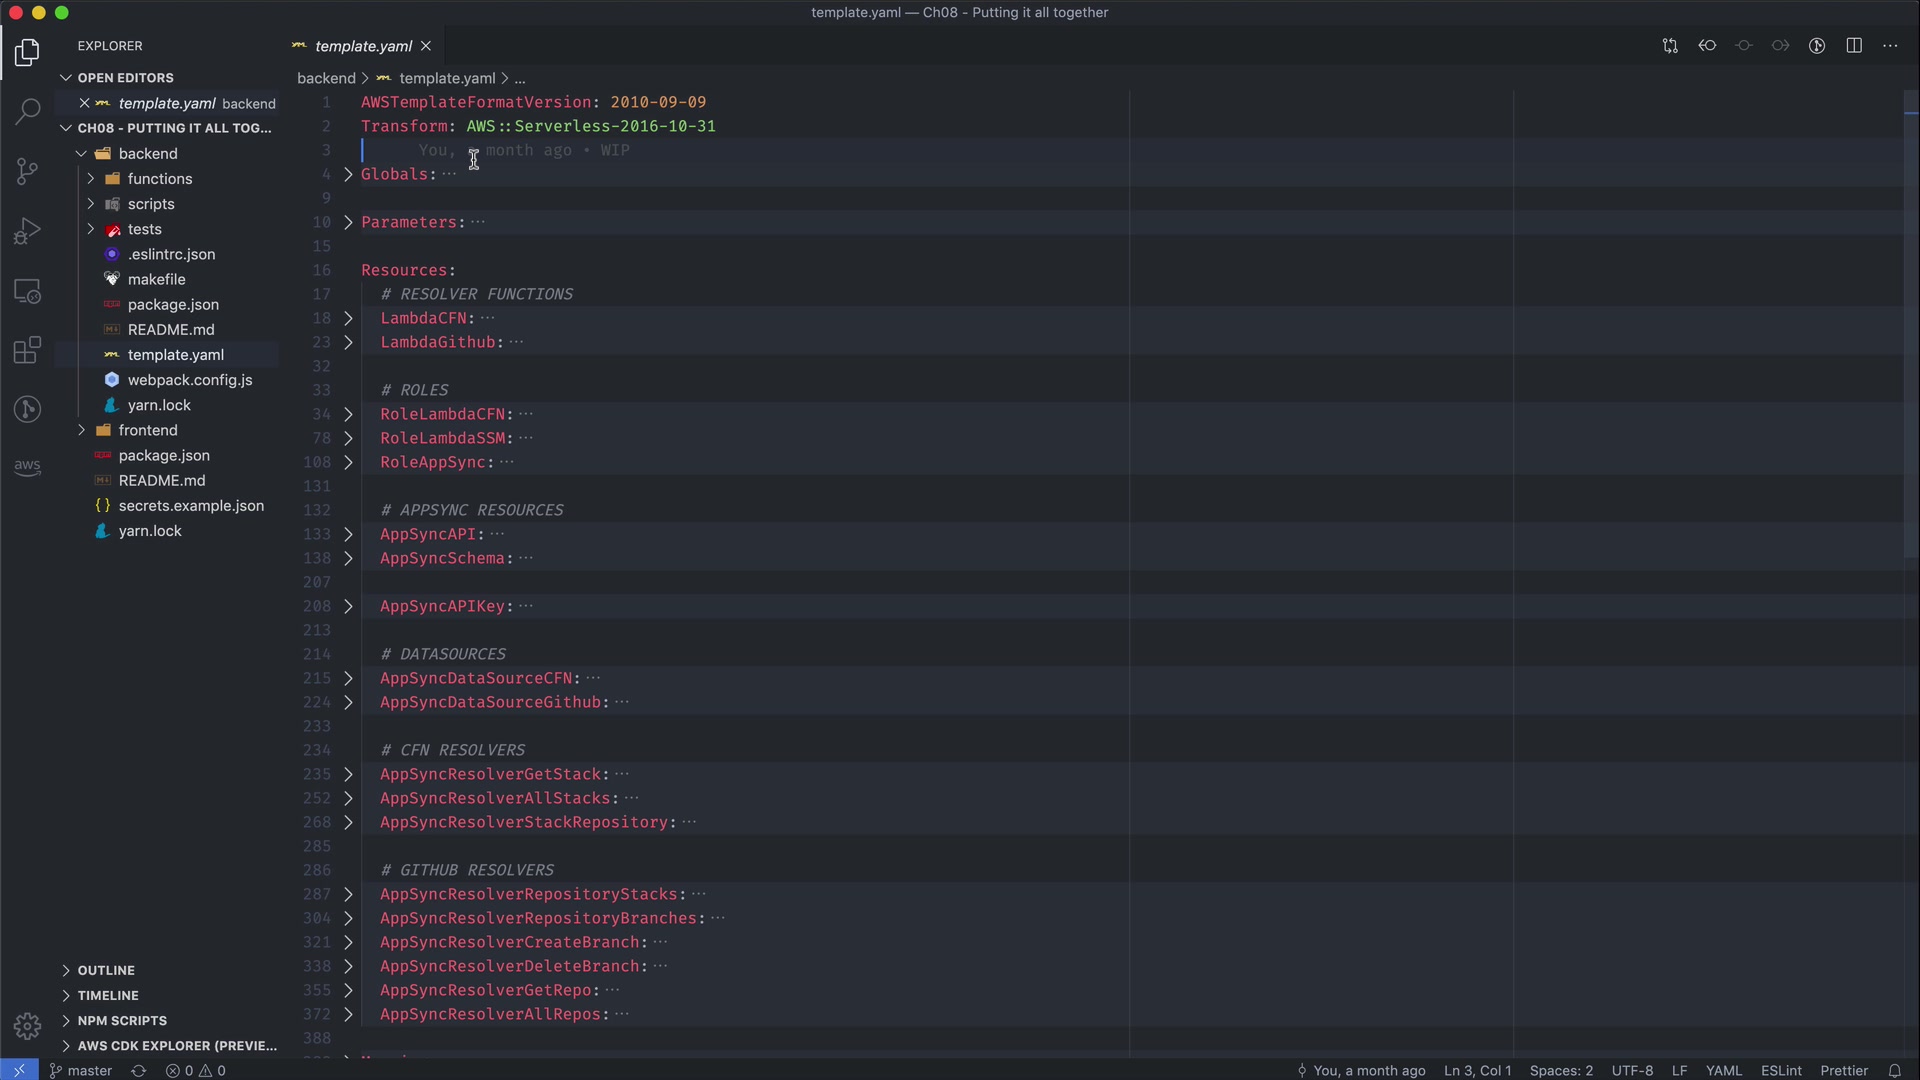 template.yaml — Ch08 - Putting it all together
EXPLORER
template.yaml
OPEN EDITORS
backend > template.yaml > ...
template.yaml backend
CH08 - PUTTING IT ALL TOG...
backend
functions
scripts
tests
.eslintrc.json
makefile
package.json
README.md
template.yaml
webpack.config.js
yarn.lock
frontend
package.json
README.md
secrets.example.json
yarn.lock
aws
OUTLINE
TIMELINE
NPM SCRIPTS
AWS CDK EXPLORER (PREVIE...
1 AWSTemplateFormatVersion: 2010-09-09
2 Transform: AWS::Serverless-2016-10-31
3 You, a month ago • WIP
4 Globals: ...
9
10 Parameters: ...
15
16 Resources:
17 # RESOLVER FUNCTIONS
18 LambdaCFN: ...
23 LambdaGithub: ...
32
33 # ROLES
34 RoleLambdaCFN: ...
78 RoleLambdaSSM: ...
108 RoleAppSync: ...
131
132 # APPSYNC RESOURCES
133 AppSyncAPI: ...
138 AppSyncSchema: ...
207
208 AppSyncAPIKey: ...
213
214 # DATASOURCES
215 AppSyncDataSourceCFN: ...
224 AppSyncDataSourceGithub: ...
233
234 # CFN RESOLVERS
235 AppSyncResolverGetStack: ...
252 AppSyncResolverAllStacks: ...
268 AppSyncResolverStackRepository: ...
285
286 # GITHUB RESOLVERS
287 AppSyncResolverRepositoryStacks: ...
304 AppSyncResolverRepositoryBranches: ...
321 AppSyncResolverCreateBranch: ...
338 AppSyncResolverDeleteBranch: ...
355 AppSyncResolverGetRepo: ...
372 AppSyncResolverAllRepos: ...
388
master 0 0 You, a month ago Ln 3, Col 1 Spaces: 2 UTF-8 LF YAML ESLint Prettier